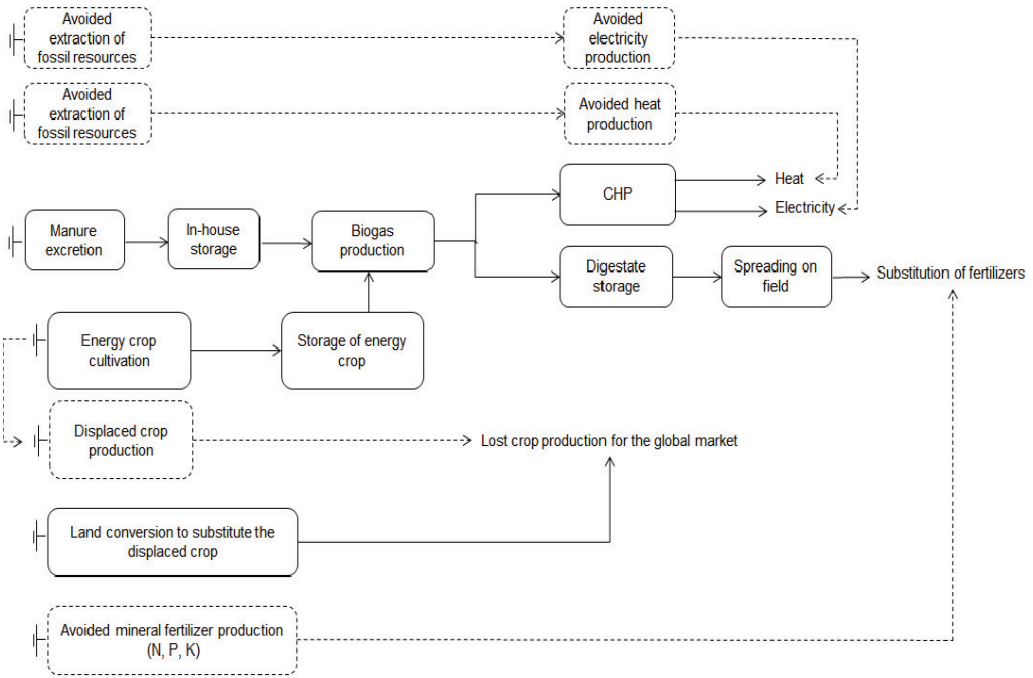 Avoided
extraction of
fossil resources
Avoided
electricity
production
Avoided
extraction of
fossil resources
Avoided heat
production
CHP
Heat
Electricity
Manure
excretion
In-house
storage
Biogas
production
Digestate
storage
Spreading on
field
Substitution of fertilizers
Energy crop
cultivation
Storage of energy
crop
Displaced crop
production
Lost crop production for the global market
Land conversion to substitute the
displaced crop
Avoided mineral fertilizer production
(N, P, K)